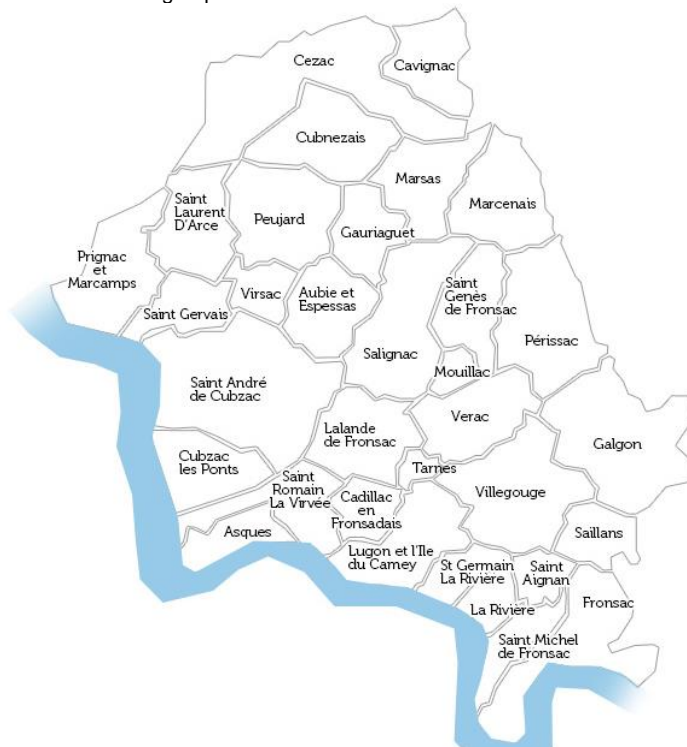 Cezac
Cavignac
Cubnezais
Marsas
Marcenais
Saint
Laurent
D'Arce
Peujard
Gauriaguet
Prignac
et
Marcamps
Saint Gervais
Virsac
Aubie et
Espessas
Saint
Genès
de Fronsac
Périssac
Salignac
Mouillac
Saint André
de Cubzac
Verac
Lalande
de Fronsac
Galgon
Cubzac
les Ponts
Saint
Romain
La Virvée
Tarnes
Cadillac
en
Fronsadais
Villegouge
Asques
Lugon et l'Ile
du Carney
Saillans
St Germain
La Rivière
Saint
Aignan
Fronsac
La Rivière
Saint Michel
de Fronsac